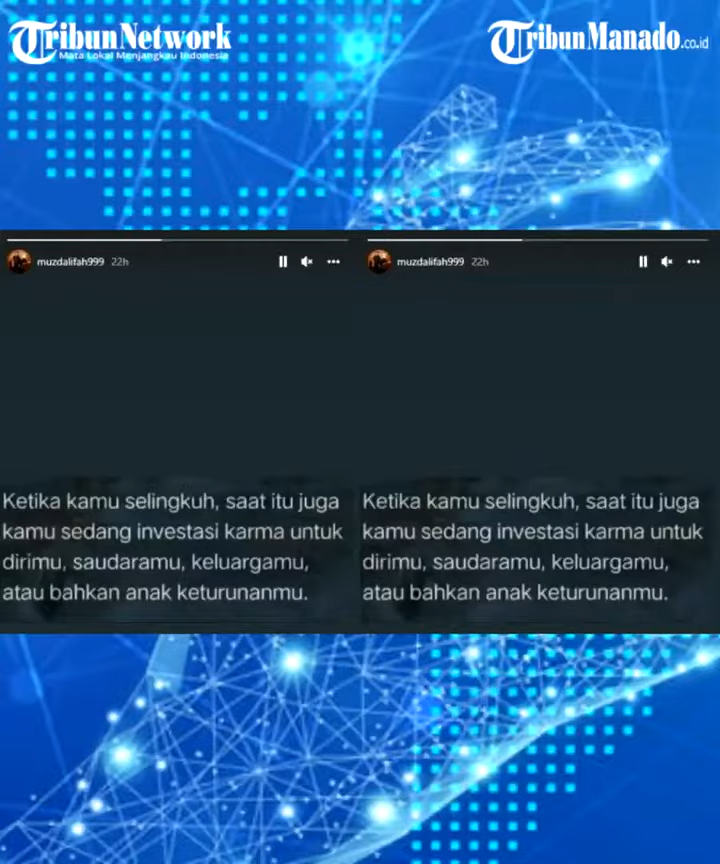 TribunNetwork
Mata Lokal Menjangkau Indonesia
TribunManado.co.id
muzdalifah999 22h
Ketika kamu selingkuh, saat itu juga
kamu sedang investasi karma untuk
dirimu, saudaramu, keluargamu,
atau bahkan anak keturunanmu.
muzdalifah999 22h
Ketika kamu selingkuh, saat itu juga
kamu sedang investasi karma untuk
dirimu, saudaramu, keluargamu,
atau bahkan anak keturunanmu.